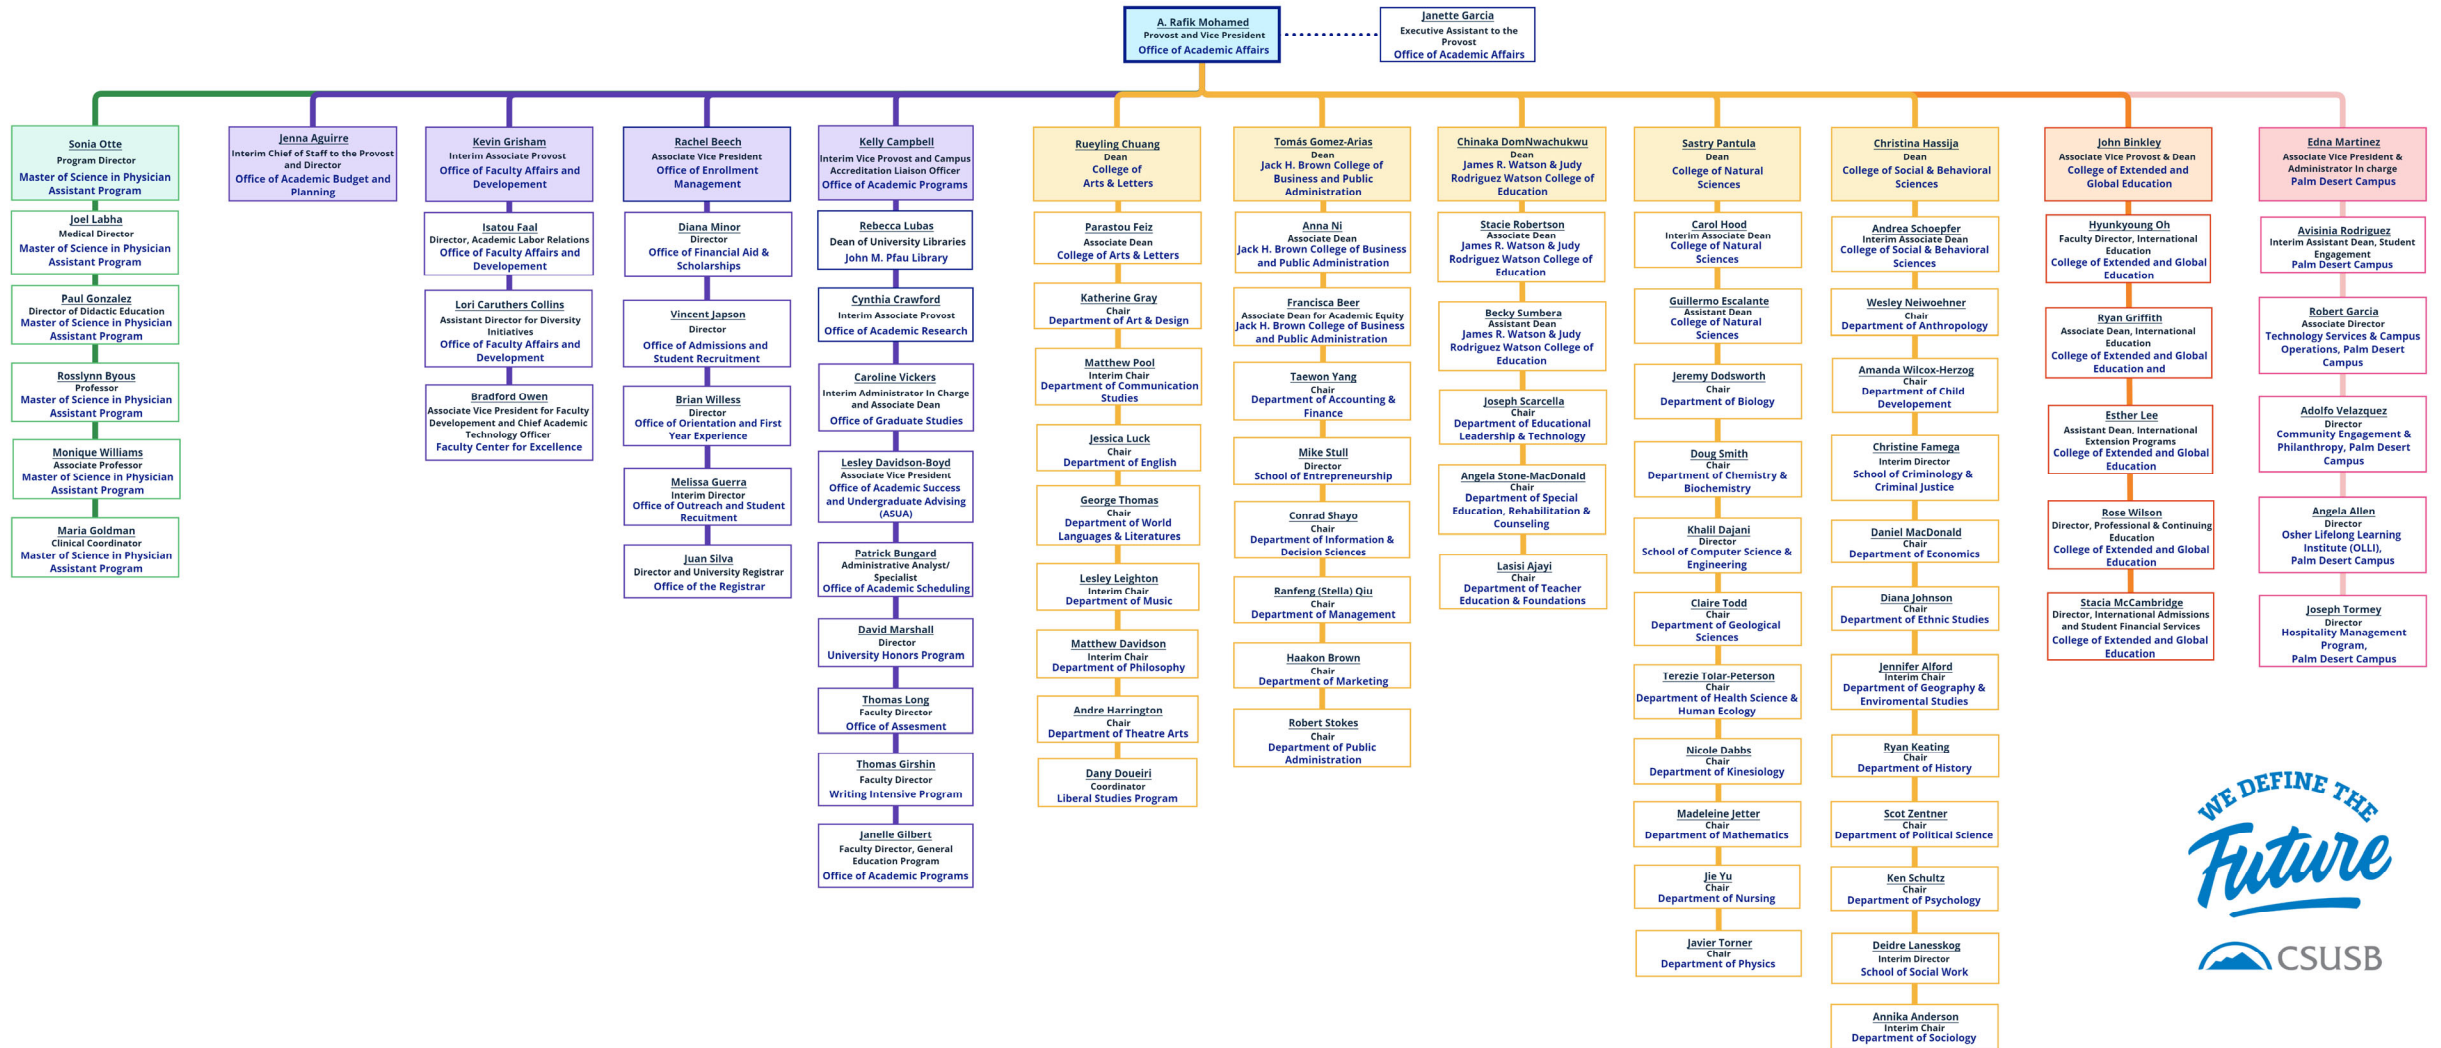 A. Rafik Mohamed
Provost and Vice President
Office of Academic Affairs
Janette Garcia
Executive Assistant to the
Provost
Office of Academic Affairs
Sonia Otte
Program Director
Master of Science in Physician
Assistant Program
Joel Labha
Medical Director
Master of Science in Physician
Assistant Program
Paul Gonzalez
Director of Didactic Education
Master of Science in Physician
Assistant Program
Rosslynn Byous
Professor
Master of Science in Physician
Assistant Program
Monique Williams
Associate Professor
Master of Science in Physician
Assistant Program
Maria Goldman
Clinical Coordinator
Master of Science in Physician
Assistant Program
Jenna Aguirre
Interim Chief of Staff to the Provost
and Director
Office of Academic Budget and
Planning
Kevin Grisham
Interim Associate Provost
Office of Faculty Affairs and
Developement
Isatou Faal
Director, Academic Labor Relations
Office of Faculty Affairs and
Developement
Lori Caruthers Collins
Assistant Director for Diversity
Initiatives
Office of Faculty Affairs and
Development
Bradford Owen
Associate Vice President for Faculty
Developement and Chief Academic
Technology Officer
Faculty Center for Excellence
Rachel Beech
Associate Vice President
Office of Enrollment
Management
Diana Minor
Director
Office of Financial Aid &
Scholarships
Vincent Japson
Director
Office of Admissions and
Student Recruitment
Brian Willess
Director
Office of Orientation and First
Year Experience
Melissa Guerra
Interim Director
Office of Outreach and Student
Recuitment
Juan Silva
Director and University Registrar
Office of the Registrar
Kelly Campbell
Interim Vice Provost and Campus
Accreditation Liaison Officer
Office of Academic Programs
Rebecca Lubas
Dean of University Libraries
John M. Pfau Library
Cynthia Crawford
Interim Associate Provost
Office of Academic Research
Caroline Vickers
Interim Administrator In Charge
and Associate Dean
Office of Graduate Studies
Lesley Davidson-Boyd
Associate Vice President
Office of Academic Success
and Undergraduate Advising
(ASUA)
Patrick Bungard
Administrative Analyst/
Specialist
Office of Academic Scheduling
David Marshall
Director
University Honors Program
Thomas Long
Faculty Director
Office of Assesment
Thomas Girshin
Faculty Director
Writing Intensive Program
Janelle Gilbert
Faculty Director, General
Education Program
Office of Academic Programs
Rueyling Chuang
Dean
College of
Arts & Letters
Parastou Feiz
Associate Dean
College of Arts & Letters
Katherine Gray
Chair
Department of Art & Design
Matthew Pool
Interim Chair
Department of Communication
Studies
Jessica Luck
Chair
Department of English
George Thomas
Chair
Department of World
Languages & Literatures
Lesley Leighton
Interim Chair
Department of Music
Matthew Davidson
Interim Chair
Department of Philosophy
Andre Harrington
Chair
Department of Theatre Arts
Dany Doueiri
Coordinator
Liberal Studies Program
Tomás Gomez-Arias
Dean
Jack H. Brown College of
Business and Public
Administration
Anna Ni
Associate Dean
Jack H. Brown College of Business
and Public Administration
Francisca Beer
Associate Dean for Academic Equity
Jack H. Brown College of Business
and Public Administration
Taewon Yang
Chair
Department of Accounting &
Finance
Mike Stull
Director
School of Entrepreneurship
Conrad Shayo
Chair
Department of Information &
Decision Sciences
Ranfeng (Stella) Qiu
Chair
Department of Management
Haakon Brown
Chair
Department of Marketing
Robert Stokes
Chair
Department of Public
Administration
Chinaka DomNwachukwu
Dean
James R. Watson & Judy
Rodriguez Watson College of
Education
Stacie Robertson
Associate Dean
James R. Watson & Judy
Rodriguez Watson College of
Education
Becky Sumbera
Assistant Dean
James R. Watson & Judy
Rodriguez Watson College of
Education
Joseph Scarcella
Chair
Department of Educational
Leadership & Technology
Angela Stone-MacDonald
Chair
Department of Special
Education, Rehabilitation &
Counseling
Lasisi Ajayi
Chair
Department of Teacher
Education & Foundations
Sastry Pantula
Dean
College of Natural
Sciences
Carol Hood
Interim Associate Dean
College of Natural
Sciences
Guillermo Escalante
Assistant Dean
College of Natural
Sciences
Jeremy Dodsworth
Chair
Department of Biology
Doug Smith
Chair
Department of Chemistry &
Biochemistry
Khalil Dajani
Director
School of Computer Science &
Engineering
Claire Todd
Chair
Department of Geological
Sciences
Terezie Tolar-Peterson
Chair
Department of Health Science &
Human Ecology
Nicole Dabbs
Chair
Department of Kinesiology
Madeleine Jetter
Chair
Department of Mathematics
Jie Yu
Chair
Department of Nursing
Javier Torner
Chair
Department of Physics
Christina Hassija
Dean
College of Social & Behavioral
Sciences
Andrea Schoepfer
Interim Associate Dean
College of Social & Behavioral
Sciences
Wesley Neiwoehner
Chair
Department of Anthropology
Amanda Wilcox-Herzog
Chair
Department of Child
Developement
Christine Famega
Interim Director
School of Criminology &
Criminal Justice
Daniel MacDonald
Chair
Department of Economics
Diana Johnson
Chair
Department of Ethnic Studies
Jennifer Alford
Interim Chair
Department of Geography &
Enviromental Studies
Ryan Keating
Chair
Department of History
Scot Zentner
Chair
Department of Political Science
Ken Schultz
Chair
Department of Psychology
Deidre Lanesskog
Interim Director
School of Social Work
Annika Anderson
Interim Chair
Department of Sociology
John Binkley
Associate Vice Provost & Dean
College of Extended and
Global Education
Hyunkyoung Oh
Faculty Director, International
Education
College of Extended and Global
Education
Ryan Griffith
Associate Dean, International
Education
College of Extended and Global
Education and
Esther Lee
Assistant Dean, International
Extension Programs
College of Extended and Global
Education
Rose Wilson
Director, Professional & Continuing
Education
College of Extended and Global
Education
Stacia McCambridge
Director, International Admissions
and Student Financial Services
College of Extended and Global
Education
Edna Martinez
Associate Vice President &
Administrator In charge
Palm Desert Campus
Avisinia Rodriguez
Interim Assistant Dean, Student
Engagement
Palm Desert Campus
Robert Garcia
Associate Director
Technology Services & Campus
Operations, Palm Desert
Campus
Adolfo Velazquez
Director
Community Engagement &
Philanthropy, Palm Desert
Campus
Angela Allen
Director
Osher Lifelong Learning
Institute (OLLI),
Palm Desert Campus
Joseph Tormey
Director
Hospitality Management
Program,
Palm Desert Campus
WE DEFINE THE
Future
CSUSB